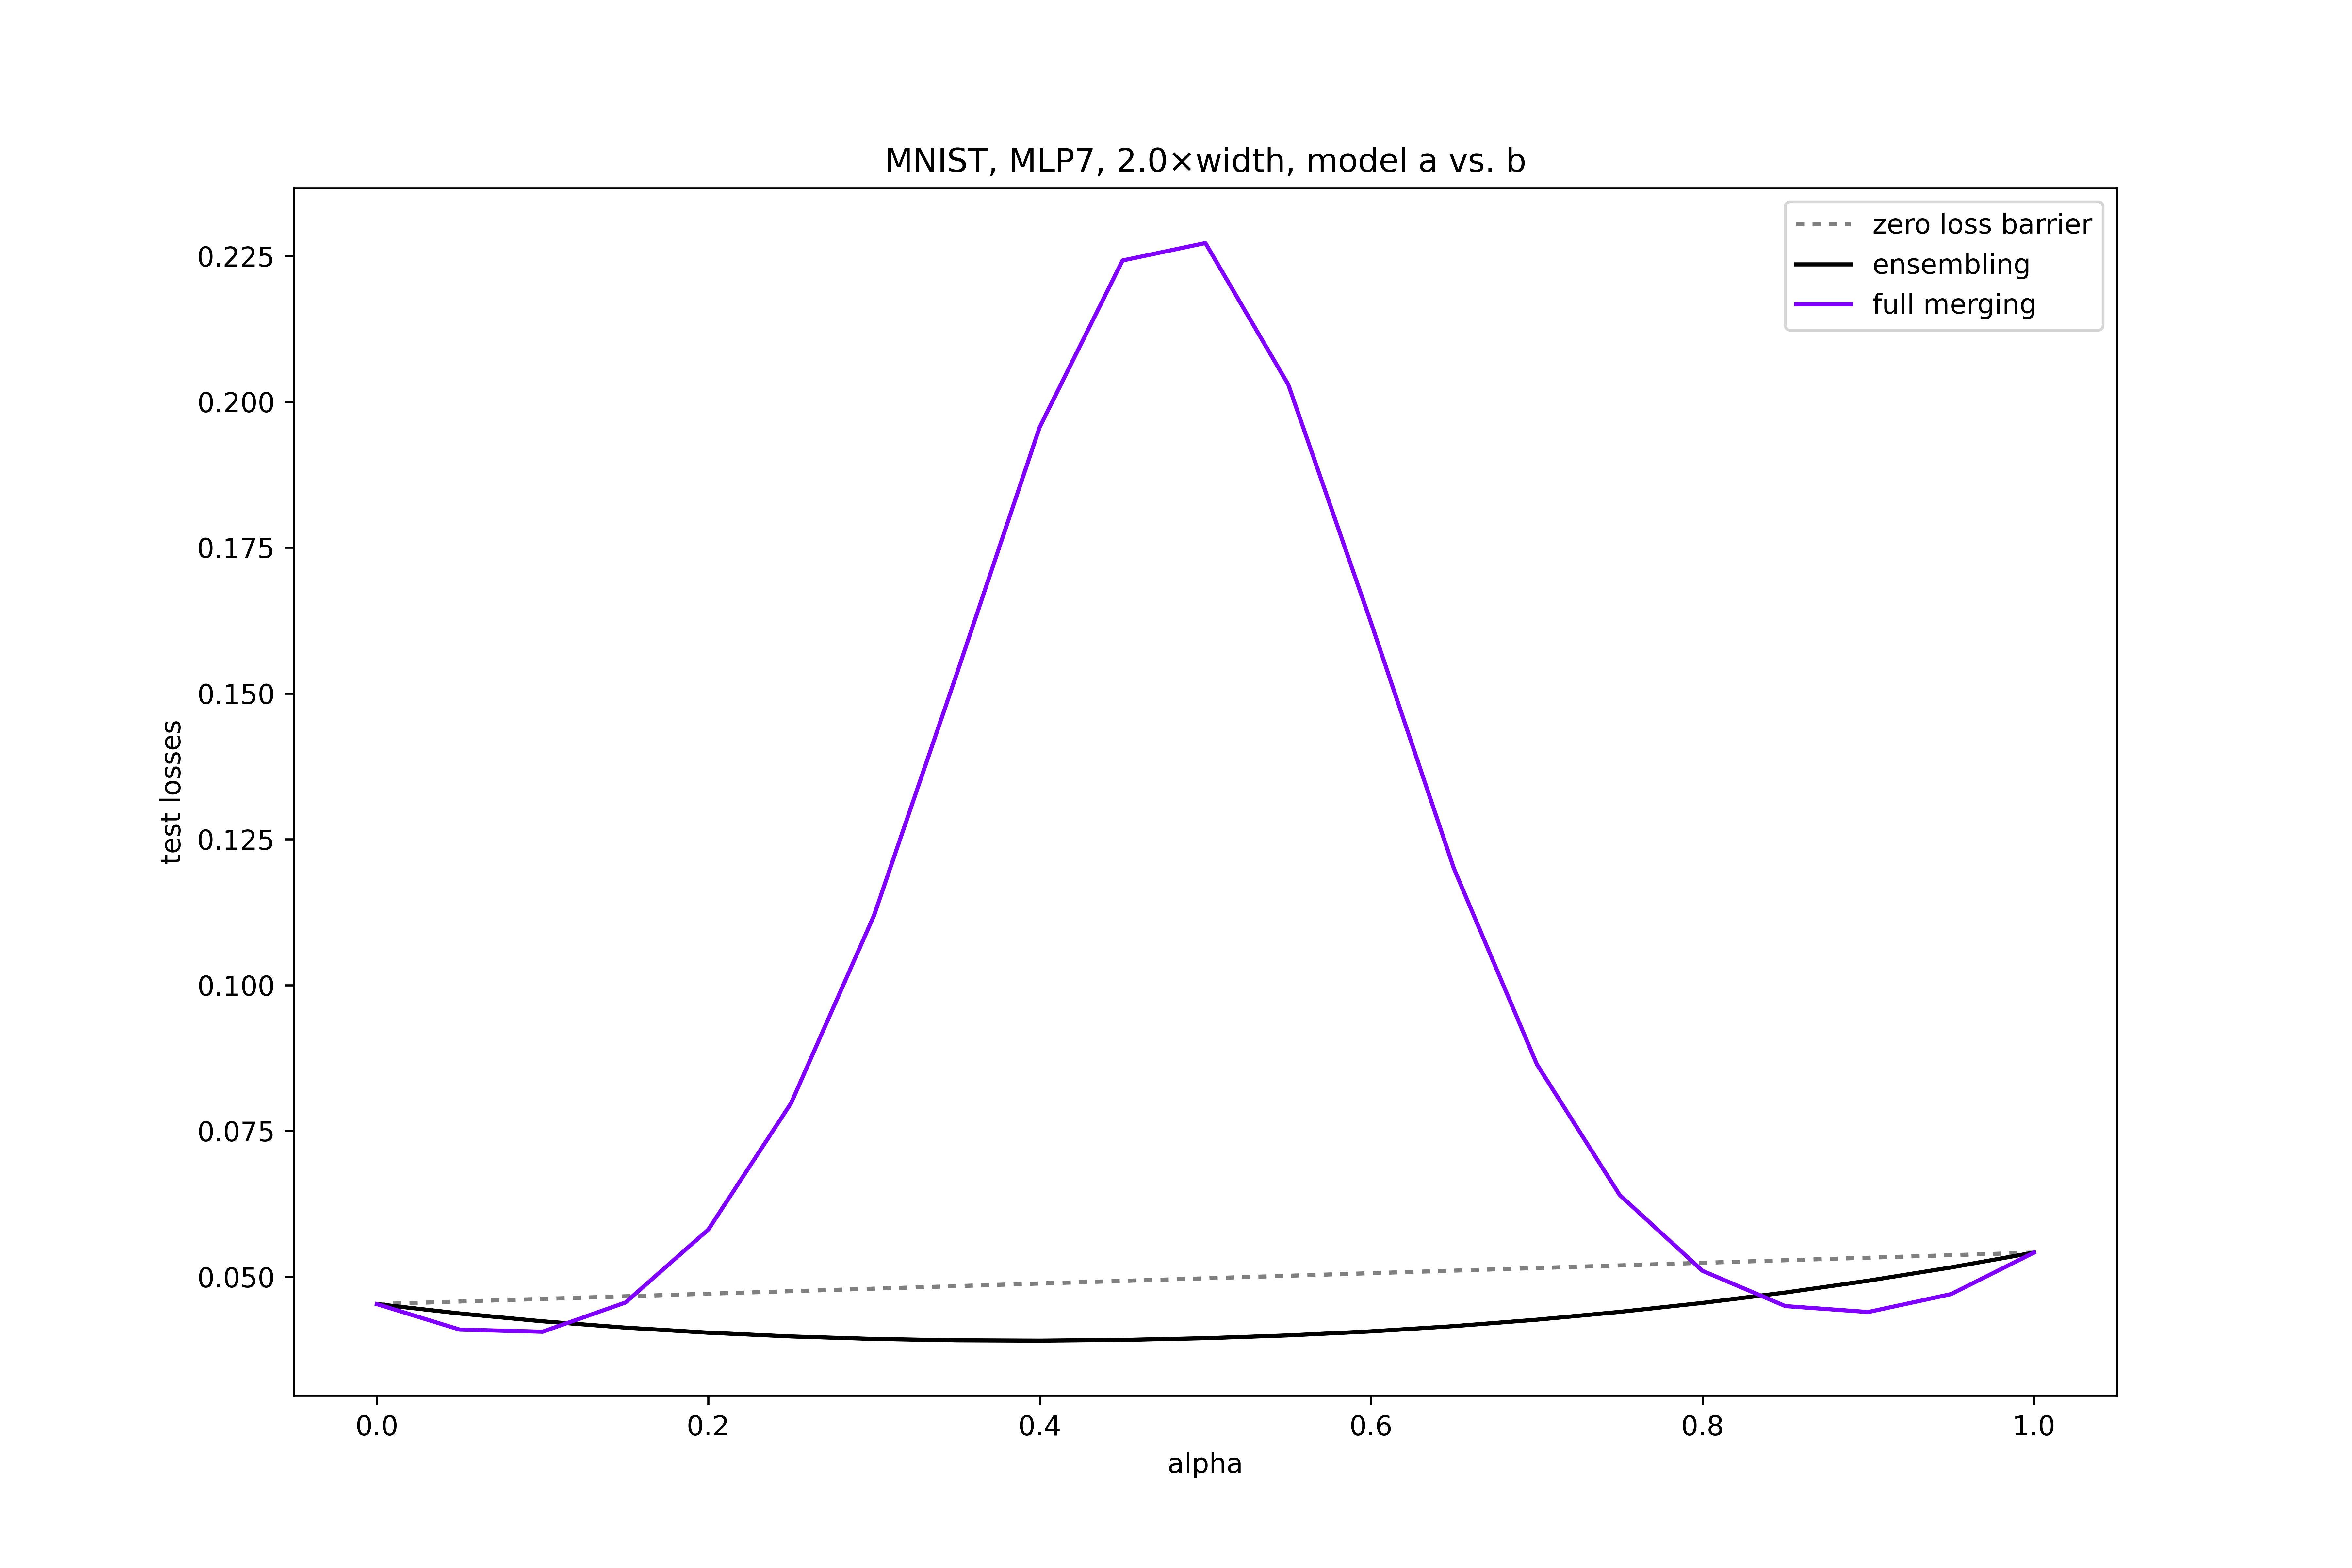 MNIST, MLP7, 2.0×width, model a vs. b
zero loss barrier
ensembling
full merging
0.225
0.200
0.175
0.150
0.125
0.100
0.075
0.050
test losses
0.0 0.2 0.4 0.6 0.8 1.0
alpha